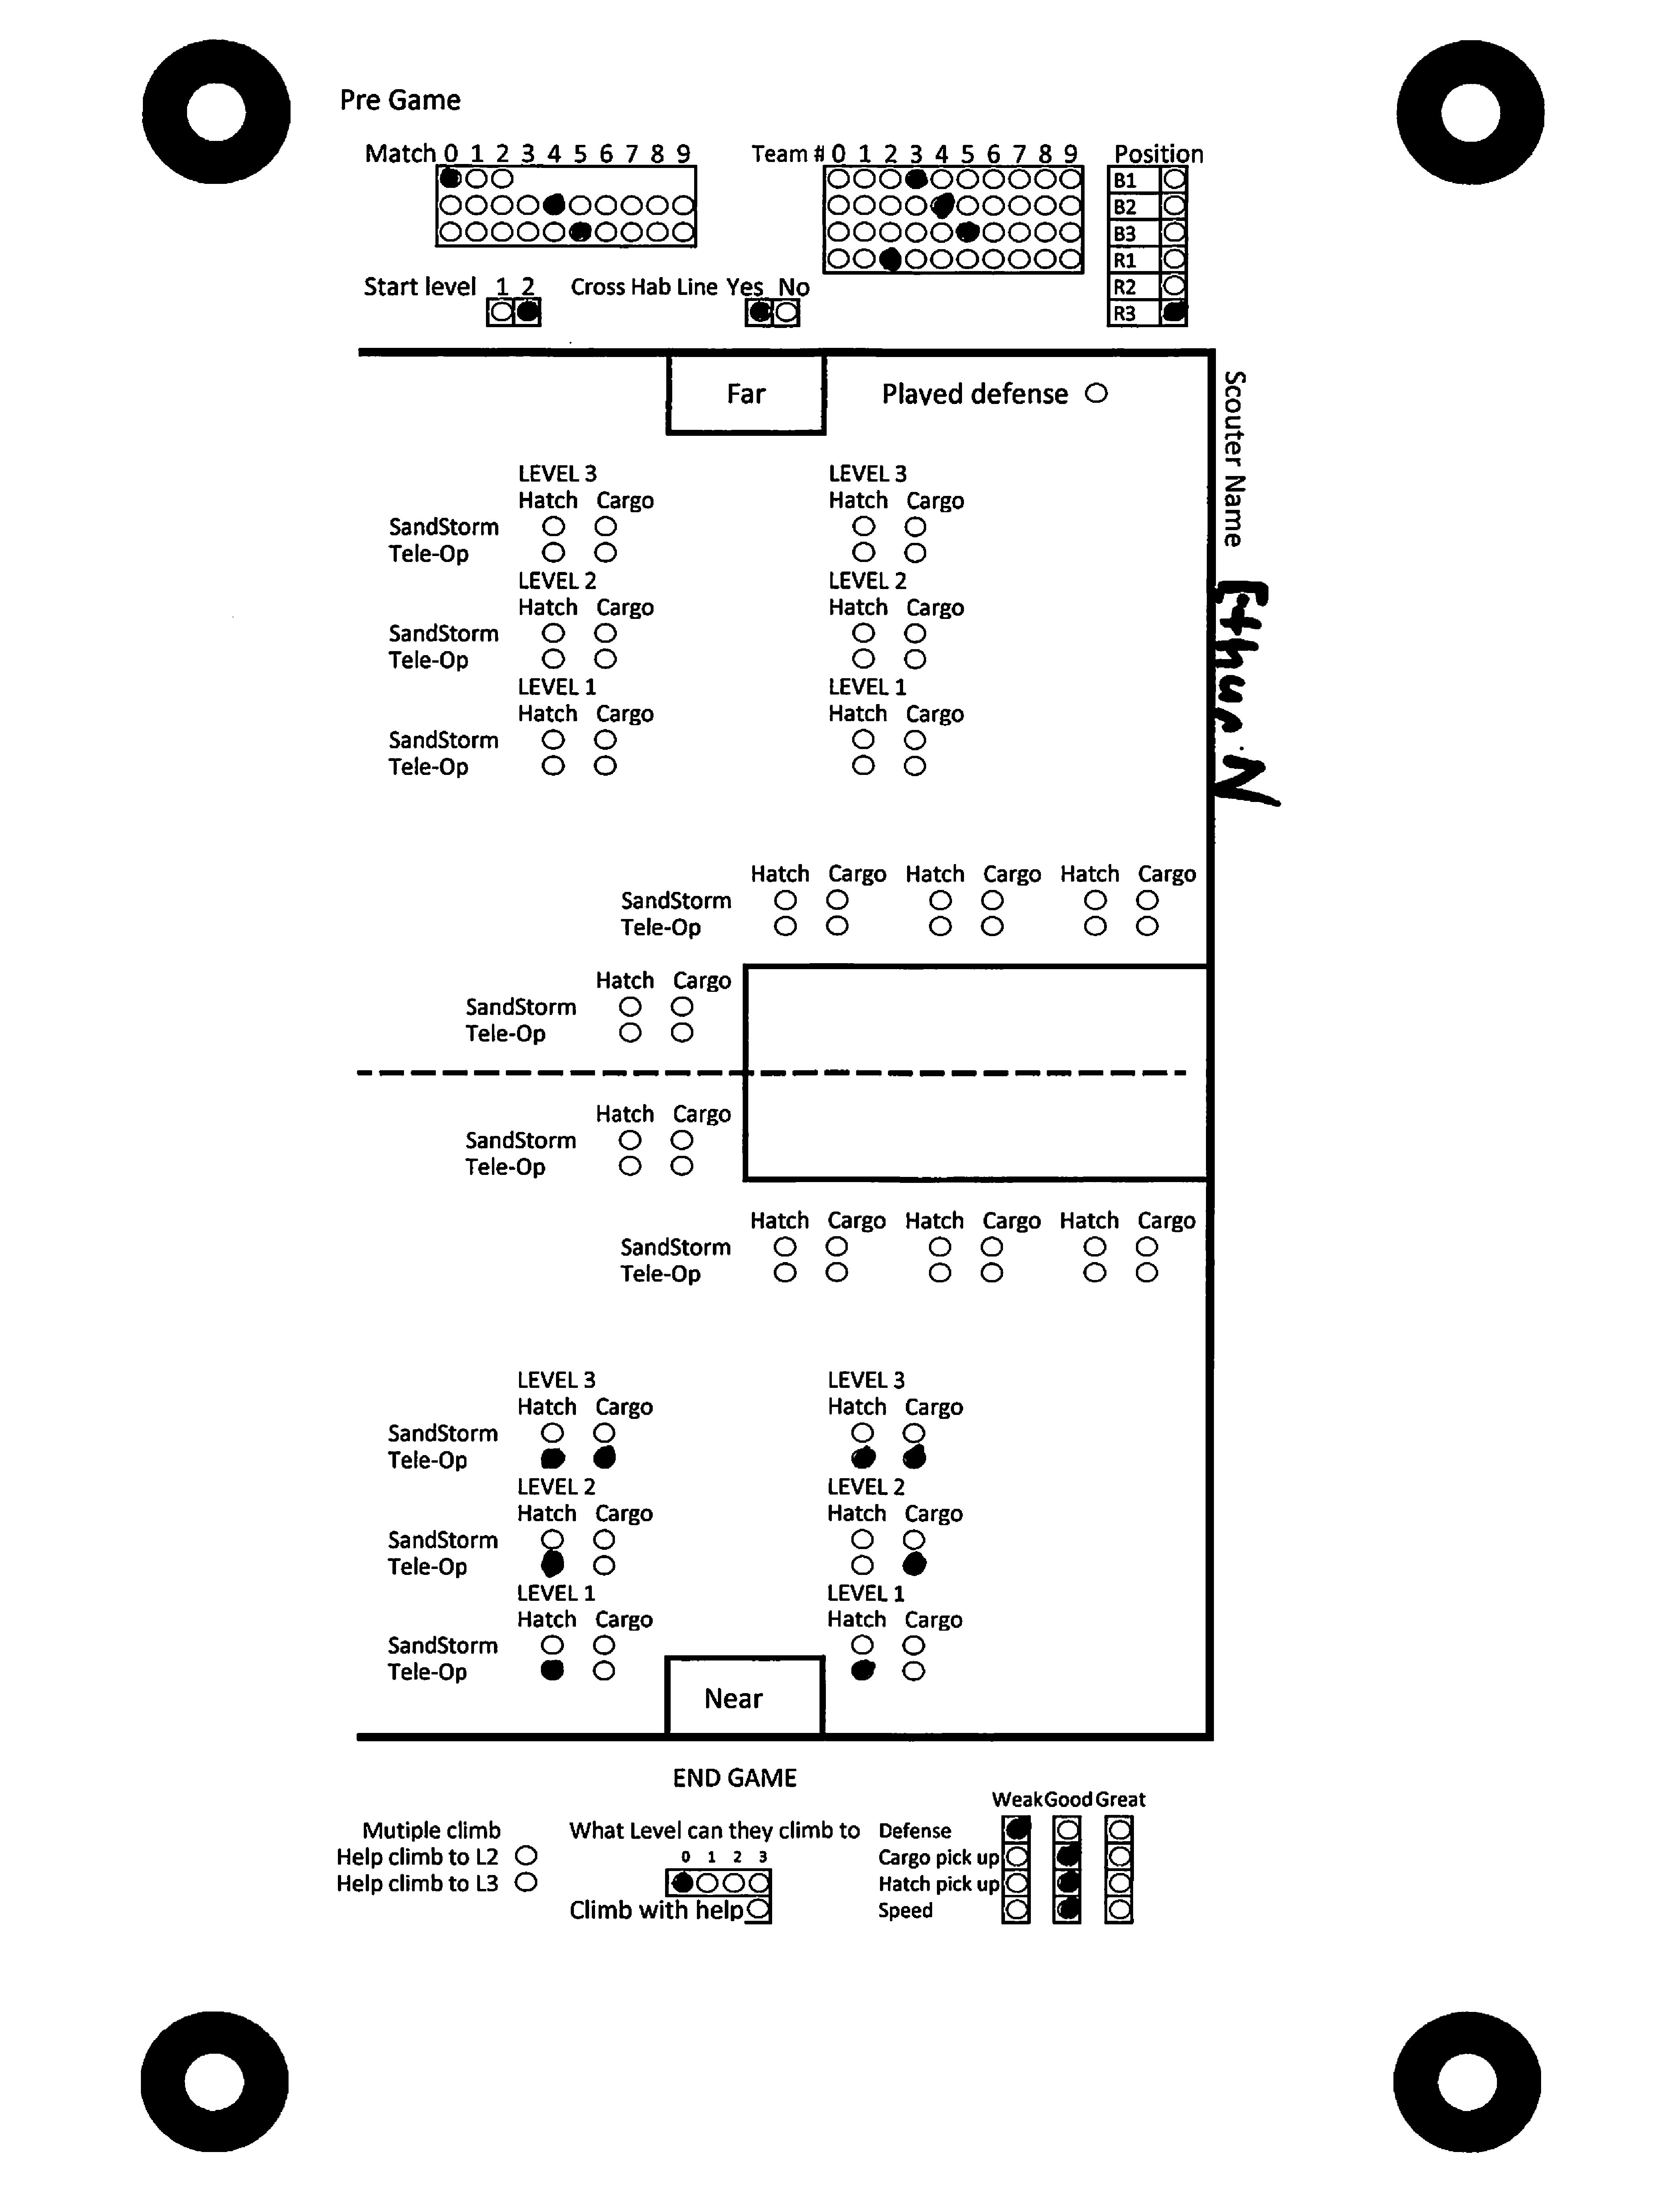 Pre Game
Match 0 1 2 3 4 5 6 7 8 9
Team # 0 1 2 3 4 5 6 7 8 9
Position
B1
B2
B3
R1
R2
R3
Start level 1 2
Cross Hab Line Yes No
Far
Played defense
Scouter Name Ethan N
LEVEL 3 LEVEL 3
Hatch Cargo Hatch Cargo
SandStorm
Tele-Op
LEVEL 2 LEVEL 2
Hatch Cargo Hatch Cargo
SandStorm
Tele-Op
LEVEL 1 LEVEL 1
Hatch Cargo Hatch Cargo
SandStorm
Tele-Op
Hatch Cargo Hatch Cargo Hatch Cargo
SandStorm
Tele-Op
Hatch Cargo
SandStorm
Tele-Op
Hatch Cargo
SandStorm
Tele-Op
Hatch Cargo Hatch Cargo Hatch Cargo
SandStorm
Tele-Op
LEVEL 3 LEVEL 3
Hatch Cargo Hatch Cargo
SandStorm
Tele-Op
LEVEL 2 LEVEL 2
Hatch Cargo Hatch Cargo
SandStorm
Tele-Op
LEVEL 1 LEVEL 1
Hatch Cargo Hatch Cargo
SandStorm
Tele-Op
Near
END GAME
Mutiple climb
Help climb to L2
Help climb to L3
What Level can they climb to
0 1 2 3
Climb with help
Weak Good Great
Defense
Cargo pick up
Hatch pick up
Speed